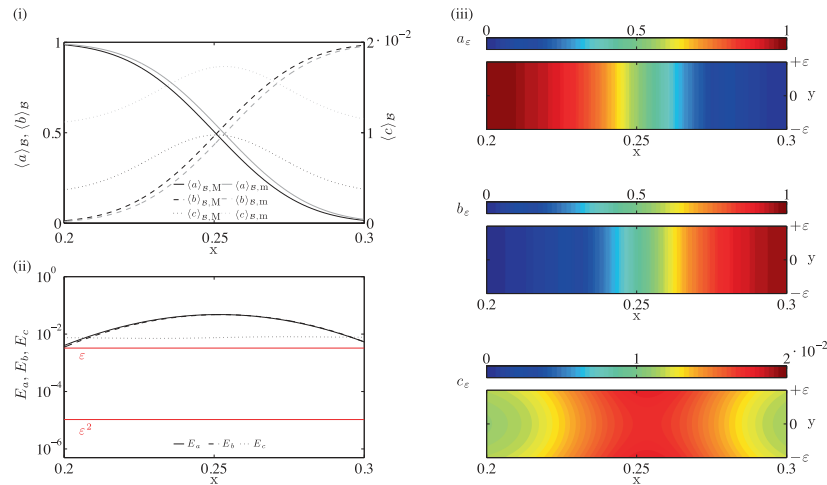 (i)
1
0.5
0
⟨a⟩_B, ⟨b⟩_B
2 · 10⁻²
1
0
⟨c⟩_B
⟨a⟩_B,M ⟨a⟩_B,m
⟨b⟩_B,M ⟨b⟩_B,m
⟨c⟩_B,M ⟨c⟩_B,m
0.2 0.25 0.3
x
(ii)
10⁰
10⁻²
10⁻⁴
10⁻⁶
E_a, E_b, E_c
ε
ε²
E_a E_b E_c
0.2 0.25 0.3
x
(iii)
0 0.5 1
a_ε
+ε
0 y
−ε
0.2 0.25 0.3
x
0 0.5 1
b_ε
+ε
0 y
−ε
0.2 0.25 0.3
x
0 1 2 · 10⁻²
c_ε
+ε
0 y
−ε
0.2 0.25 0.3
x